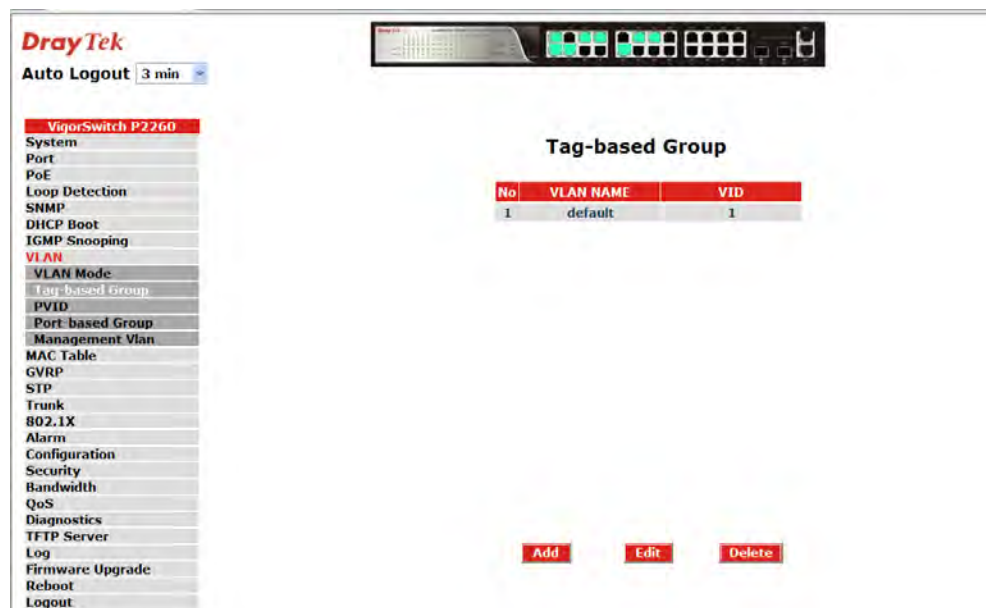 DrayTek
Auto Logout 3 min
VigorSwitch P2260
System
Port
PoE
Loop Detection
SNMP
DHCP Boot
IGMP Snooping
VLAN
VLAN Mode
Tag-based Group
PVID
Port-based Group
Management Vlan
MAC Table
GVRP
STP
Trunk
802.1X
Alarm
Configuration
Security
Bandwidth
QoS
Diagnostics
TFTP Server
Log
Firmware Upgrade
Reboot
Logout
Tag-based Group
No VLAN NAME VID
1 default 1
Add Edit Delete